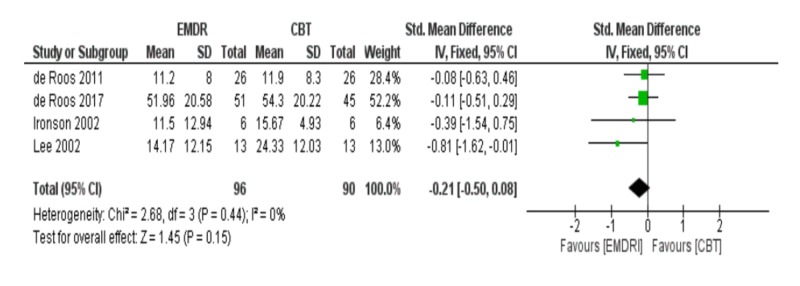 EMDR CBT Std. Mean Difference Std. Mean Difference
Study or Subgroup Mean SD Total Mean SD Total Weight IV, Fixed, 95% CI IV, Fixed, 95% CI
de Roos 2011 11.2 8 26 11.9 8.3 26 28.4% -0.08 [-0.63, 0.46]
de Roos 2017 51.96 20.58 51 54.3 20.22 45 52.2% -0.11 [-0.51, 0.29]
Ironson 2002 11.5 12.94 6 15.67 4.93 6 6.4% -0.39 [-1.54, 0.75]
Lee 2002 14.17 12.15 13 24.33 12.03 13 13.0% -0.81 [-1.62, -0.01]
Total (95% CI) 96 90 100.0% -0.21 [-0.50, 0.08]
Heterogeneity: Chi² = 2.68, df = 3 (P = 0.44); I² = 0%
Test for overall effect: Z = 1.45 (P = 0.15)
-2 -1 0 1 2
Favours [EMDRI] Favours [CBT]